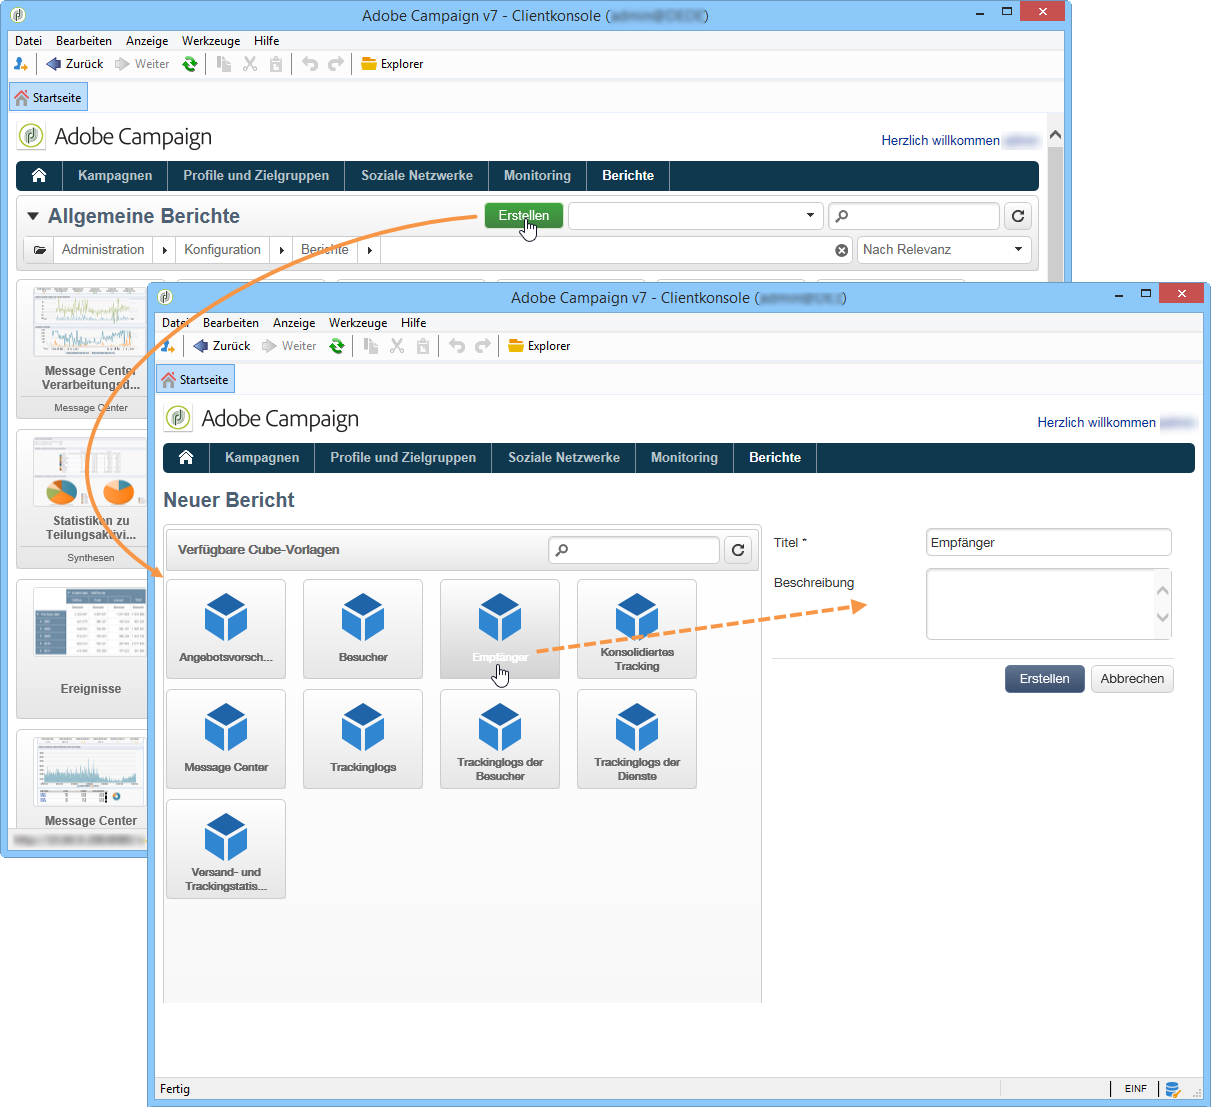 Adobe Campaign v7 - Clientkonsole (
Datei Bearbeiten Anzeige Werkzeuge Hilfe
Zurück Weiter Explorer
Startseite
Adobe Campaign
Herzlich willkommen
Kampagnen Profile und Zielgruppen Soziale Netzwerke Monitoring Berichte
Allgemeine Berichte Erstellen
Administration Konfiguration Berichte Nach Relevanz
Message Center
Verarbeitungsd...
Message Center
Statistiken zu
Teilungsaktivi...
Synthesen
Ereignisse
Message Center
Adobe Campaign v7 - Clientkonsole (
Datei Bearbeiten Anzeige Werkzeuge Hilfe
Zurück Weiter Explorer
Startseite
Adobe Campaign
Herzlich willkommen
Kampagnen Profile und Zielgruppen Soziale Netzwerke Monitoring Berichte
Neuer Bericht
Verfügbare Cube-Vorlagen
Angebotsvorsch...
Besucher
Empfänger
Konsolidiertes
Tracking
Message Center
Trackinglogs
Trackinglogs der
Besucher
Trackinglogs der
Dienste
Versand- und
Trackingstatis...
Titel * Empfänger
Beschreibung
Erstellen Abbrechen
Fertig EINF